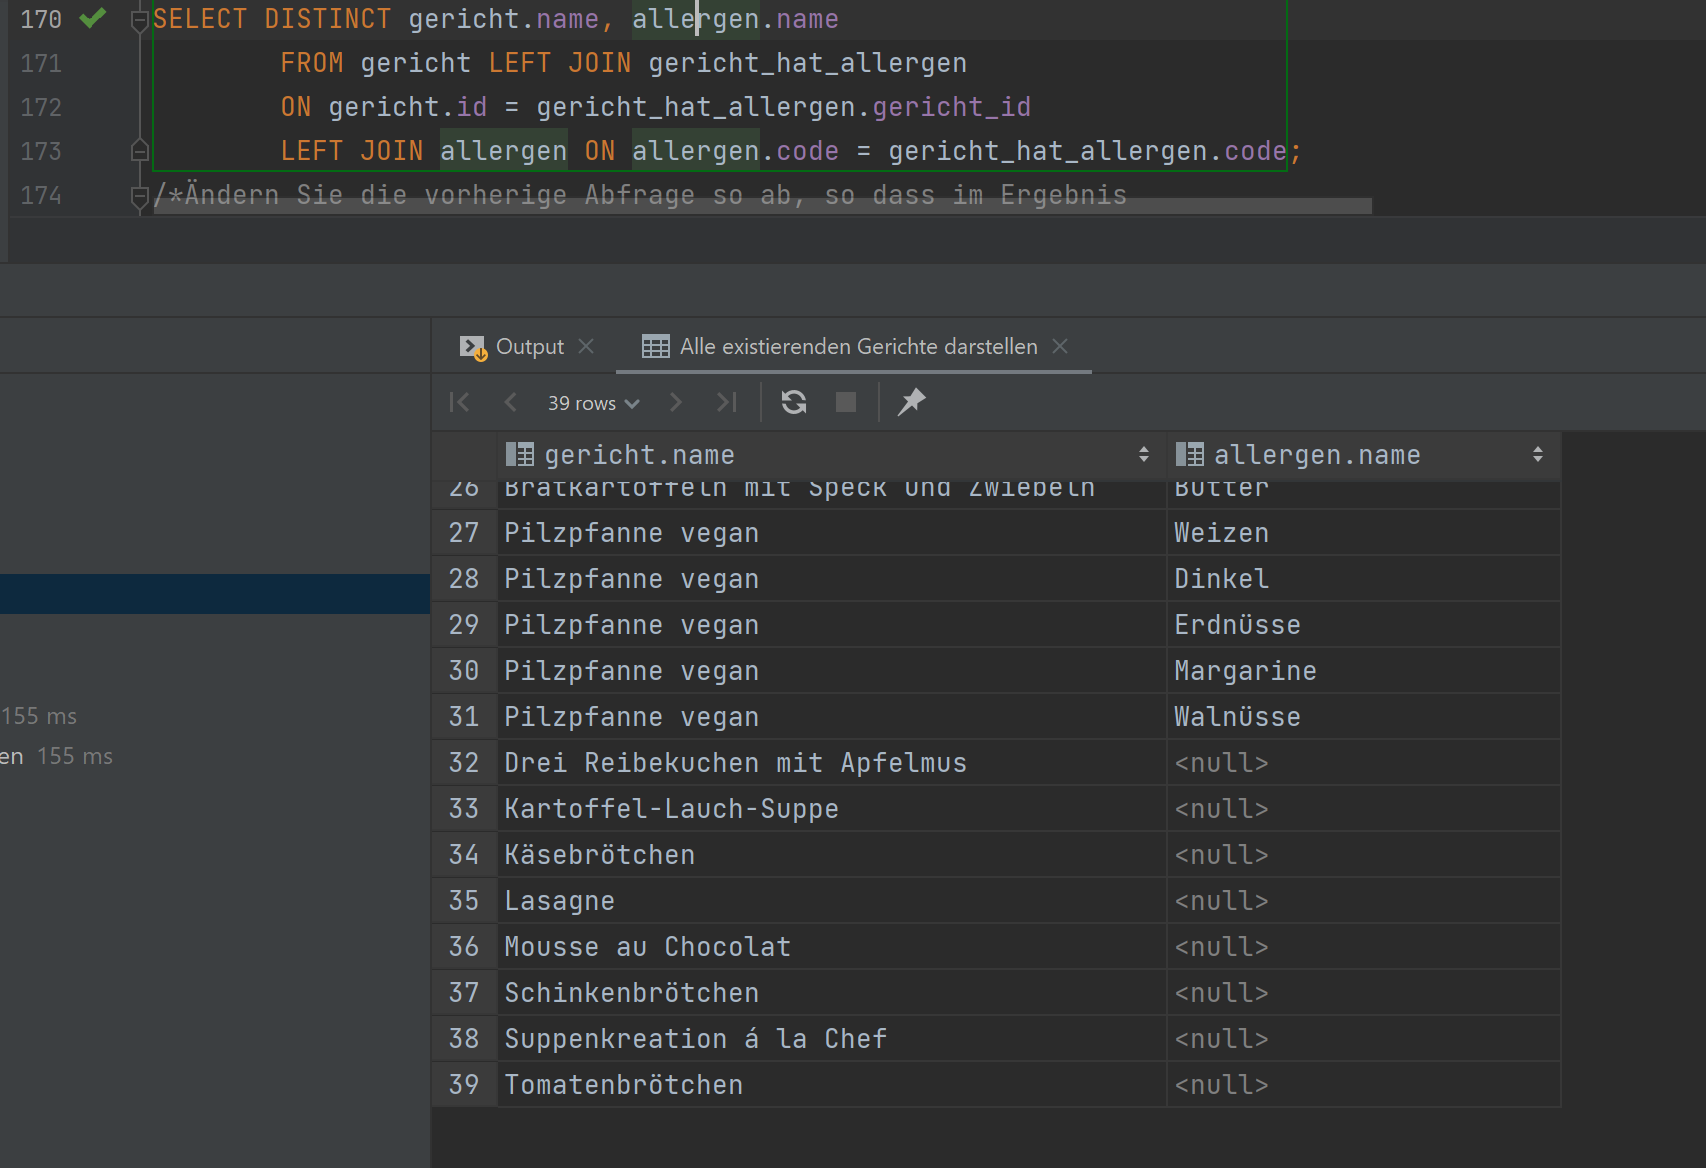 170 SELECT DISTINCT gericht.name, allergen.name
171 FROM gericht LEFT JOIN gericht_hat_allergen
172 ON gericht.id = gericht_hat_allergen.gericht_id
173 LEFT JOIN allergen ON allergen.code = gericht_hat_allergen.code;
174 /*Ändern Sie die vorherige Abfrage so ab, so dass im Ergebnis
Output Alle existierenden Gerichte darstellen
39 rows
gericht.name allergen.name
26 Bratkartoffeln mit Speck und Zwiebeln Butter
27 Pilzpfanne vegan Weizen
28 Pilzpfanne vegan Dinkel
29 Pilzpfanne vegan Erdnüsse
30 Pilzpfanne vegan Margarine
31 Pilzpfanne vegan Walnüsse
32 Drei Reibekuchen mit Apfelmus <null>
33 Kartoffel-Lauch-Suppe <null>
34 Käsebrötchen <null>
35 Lasagne <null>
36 Mousse au Chocolat <null>
37 Schinkenbrötchen <null>
38 Suppenkreation á la Chef <null>
39 Tomatenbrötchen <null>
155 ms
en 155 ms